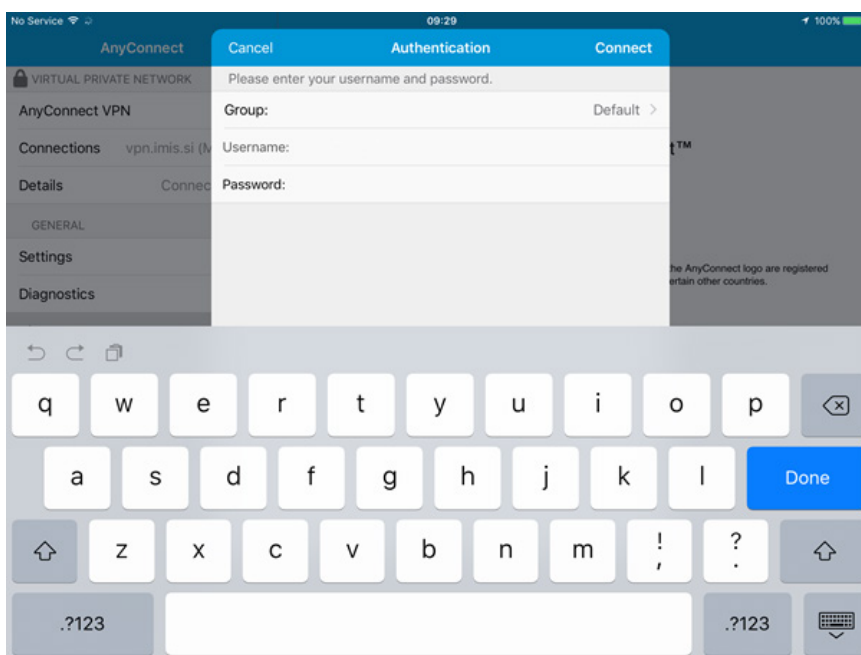 No Service 09:29 100%
AnyConnect Cancel Authentication Connect
VIRTUAL PRIVATE NETWORK Please enter your username and password.
AnyConnect VPN Group: Default
Connections vpn.imis.si (M Username: t™
Details Connec Password:
GENERAL
Settings
he AnyConnect logo are registered
ertain other countries.
Diagnostics
q w e r t y u i o p
a s d f g h j k l Done
z x c v b n m ! , ? .
.?123 .?123